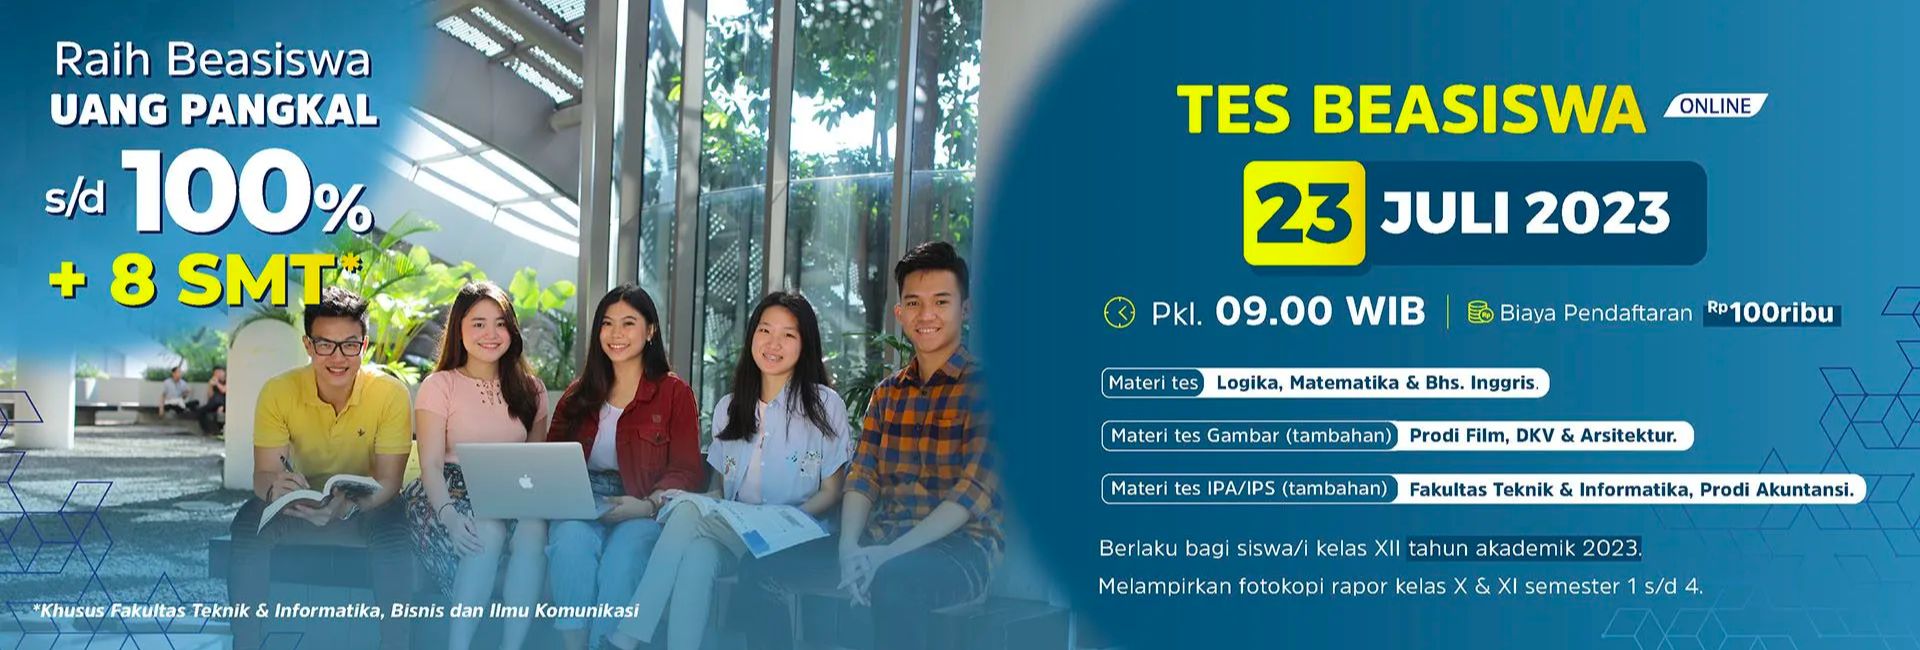 Raih Beasiswa
UANG PANGKAL
s/d 100%
+ 8 SMT*
*Khusus Fakultas Teknik & Informatika, Bisnis dan Ilmu Komunikasi
TES BEASISWA ONLINE
23 JULI 2023
Pkl. 09.00 WIB | Biaya Pendaftaran Rp100ribu
Materi tes Logika, Matematika & Bhs. Inggris.
Materi tes Gambar (tambahan) Prodi Film, DKV & Arsitektur.
Materi tes IPA/IPS (tambahan) Fakultas Teknik & Informatika, Prodi Akuntansi.
Berlaku bagi siswa/i kelas XII tahun akademik 2023.
Melampirkan fotokopi rapor kelas X & XI semester 1 s/d 4.